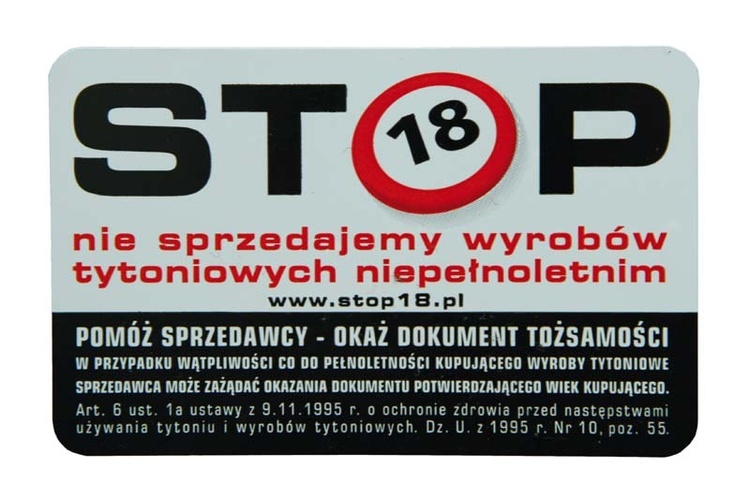 STOP
18
nie sprzedajemy wyrobów
tytoniowych niepełnoletnim
www.stop18.pl
POMÓŻ SPRZEDAWCY - OKAŻ DOKUMENT TOŻSAMOŚCI
W PRZYPADKU WĄTPLIWOŚCI CO DO PEŁNOLETNOŚCI KUPUJĄCEGO WYROBY TYTONIOWE
SPRZEDAWCA MOŻE ZAŻĄDAĆ OKAZANIA DOKUMENTU POTWIERDZAJĄCEGO WIEK KUPUJĄCEGO.
Art. 6 ust. 1a ustawy z 9.11.1995 r. o ochronie zdrowia przed następstwami
używania tytoniu i wyrobów tytoniowych. Dz. U. z 1995 r. Nr 10, poz. 55.